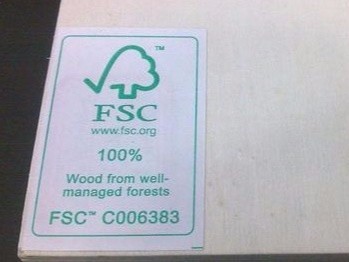 ™
FSC
www.fsc.org
100%
Wood from well-
managed forests
FSC™ C006383